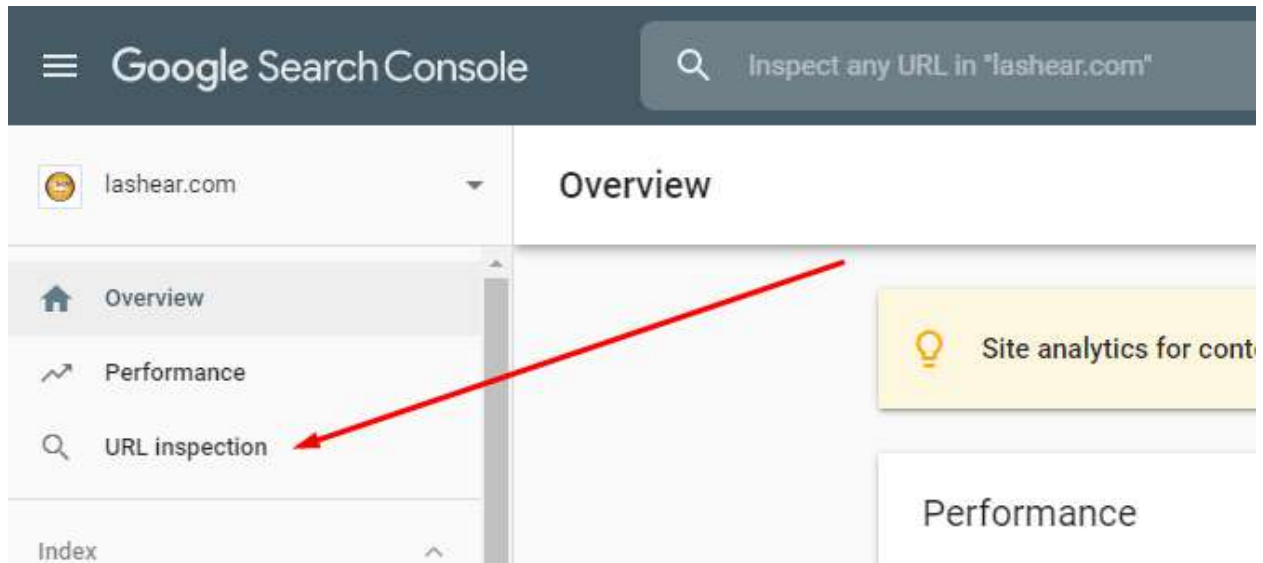 Google Search Console
Inspect any URL in "lashear.com"
lashear.com
Overview
Overview
Performance
URL inspection
Index
Site analytics for cont
Performance